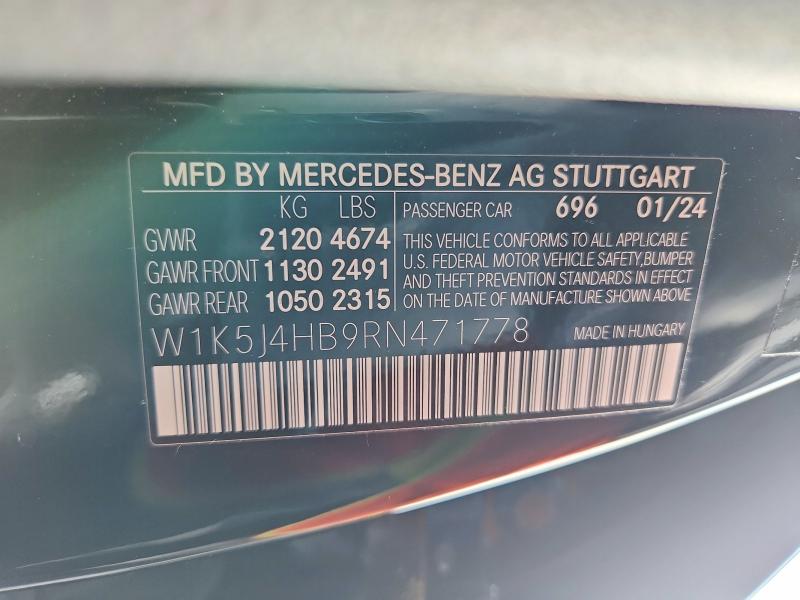 MFD BY MERCEDES-BENZ AG STUTTGART
KG LBS
GVWR 2120 4674
GAWR FRONT 1130 2491
GAWR REAR 1050 2315
PASSENGER CAR 696 01/24
THIS VEHICLE CONFORMS TO ALL APPLICABLE
U.S. FEDERAL MOTOR VEHICLE SAFETY, BUMPER
AND THEFT PREVENTION STANDARDS IN EFFECT
ON THE DATE OF MANUFACTURE SHOWN ABOVE
W1K5J4HB9RN471778
MADE IN HUNGARY